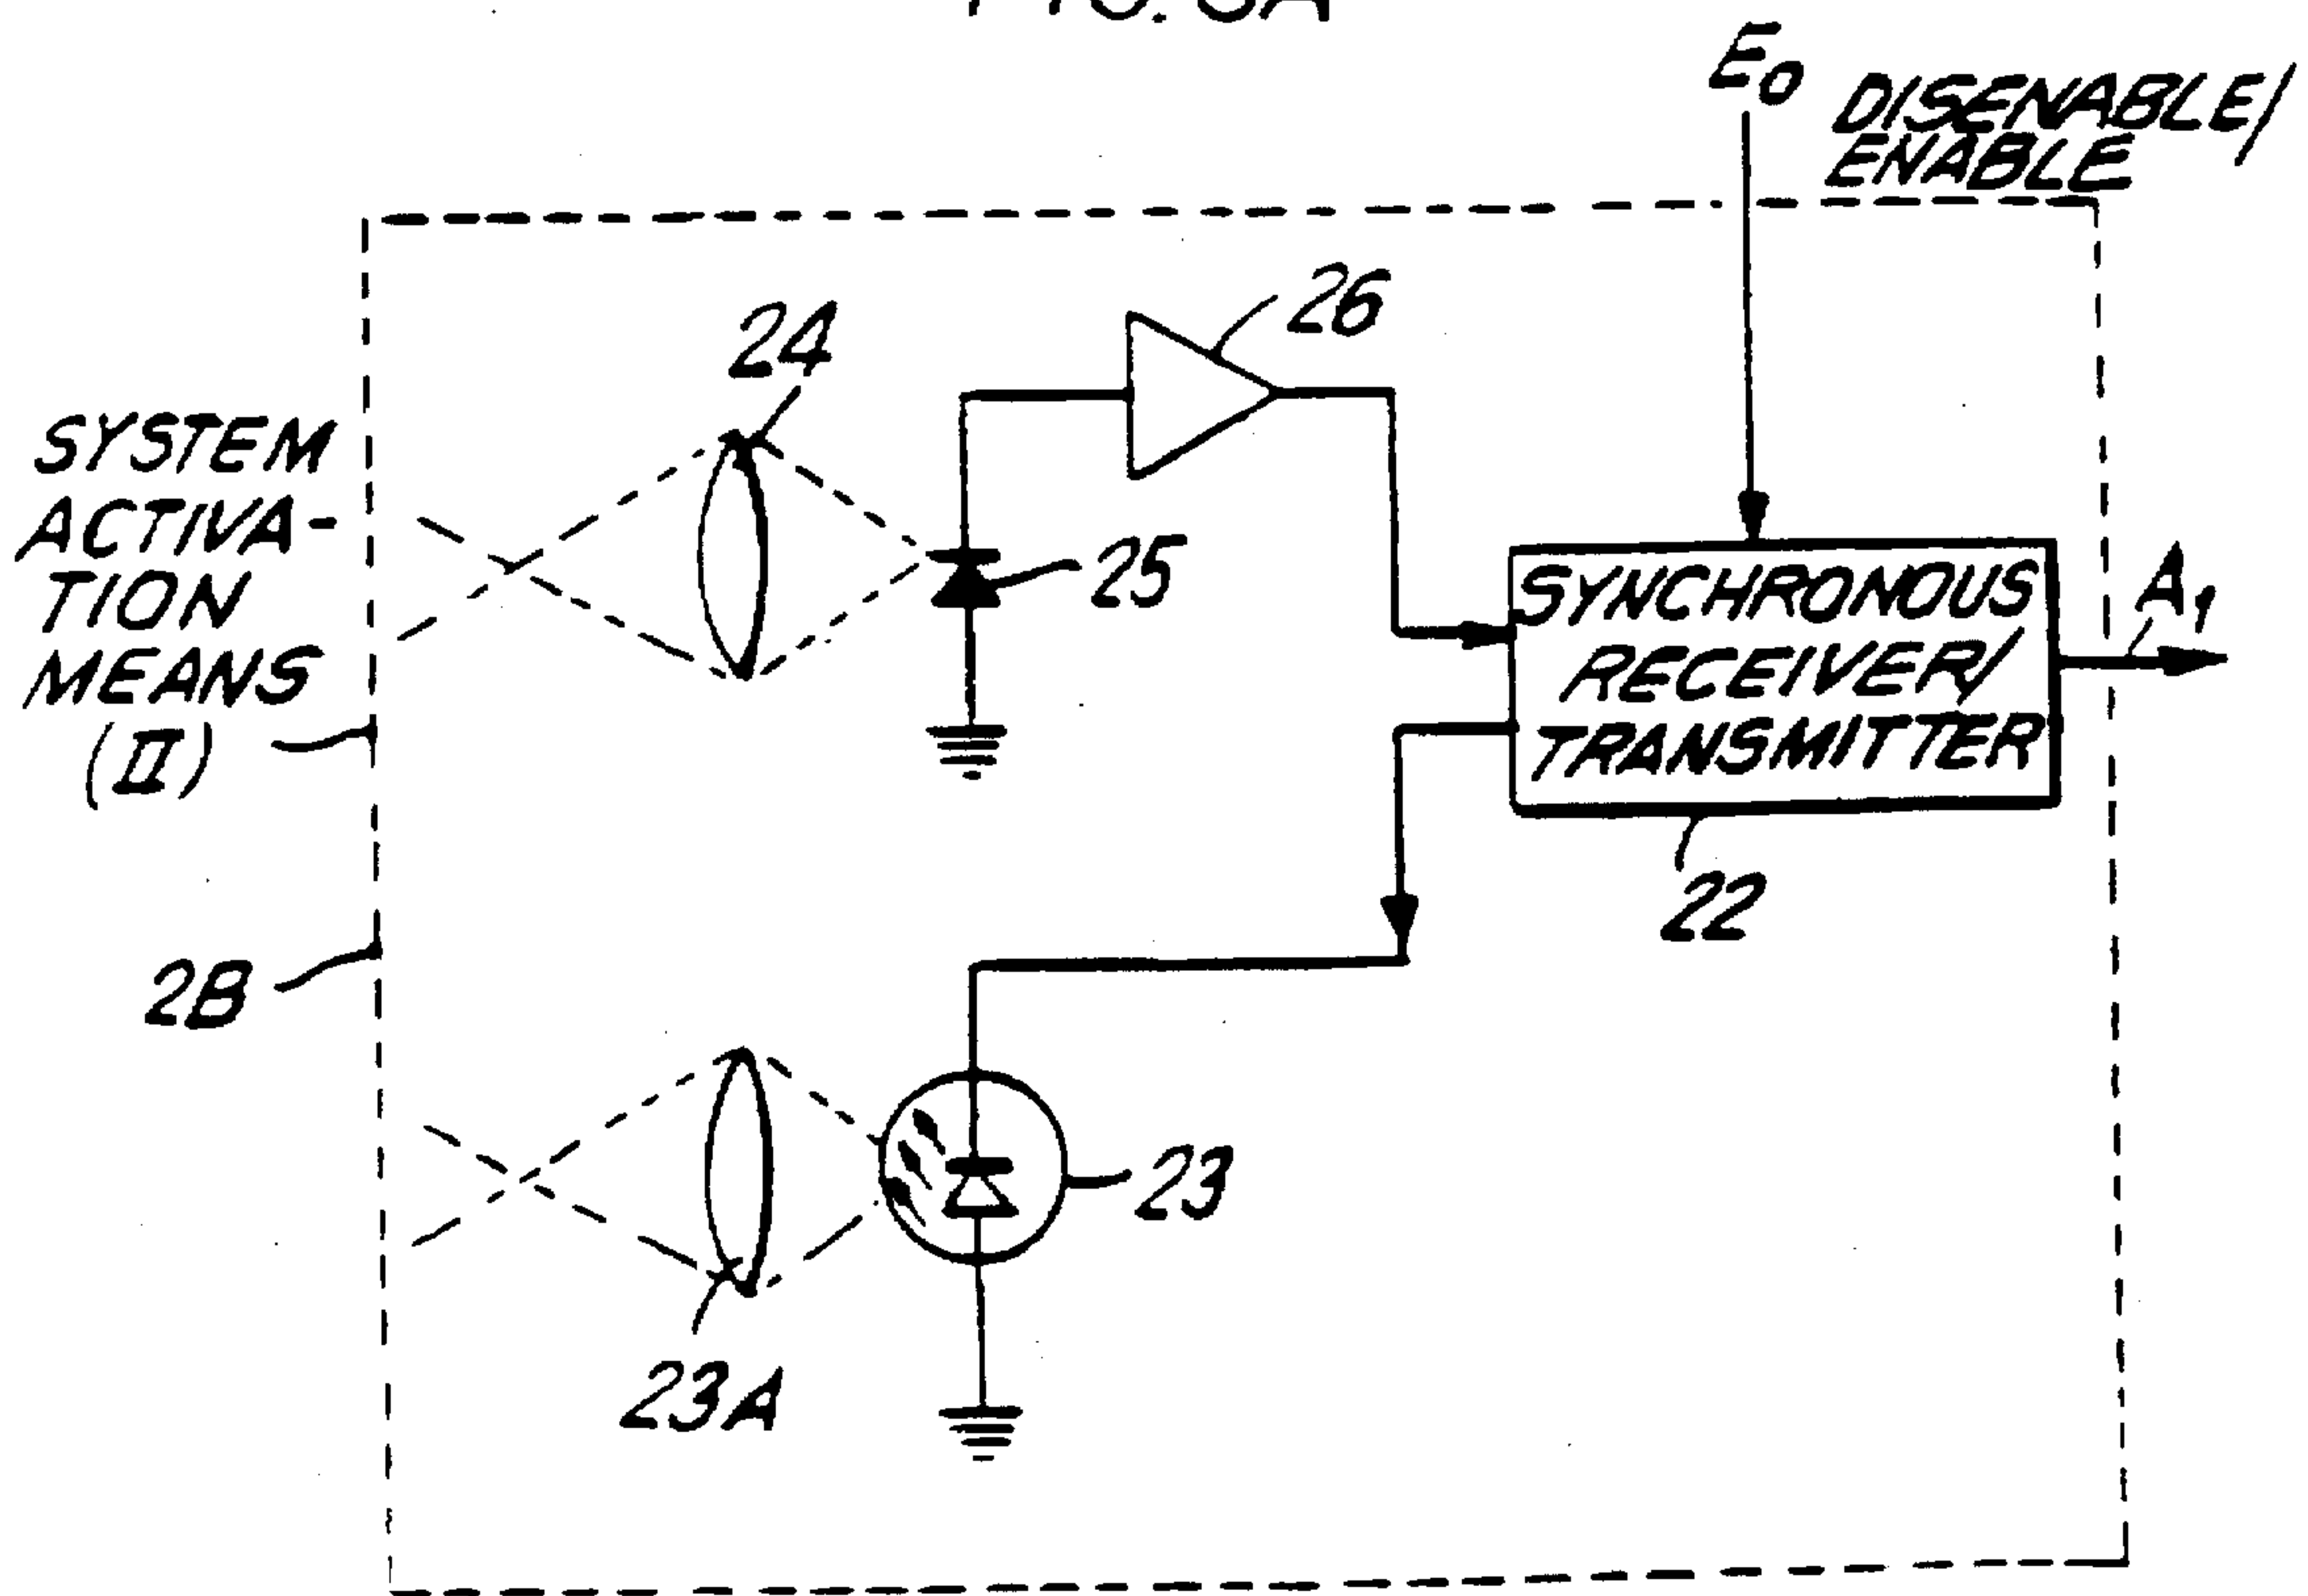 E0
DISENABLE/
ENABLE
26
24
SYSTEM
ACTIVA-
TION
MEANS
(II)
25
SYNCHRONOUS
RECEIVER/
TRANSMITTER
A1
22
2B
23
23A